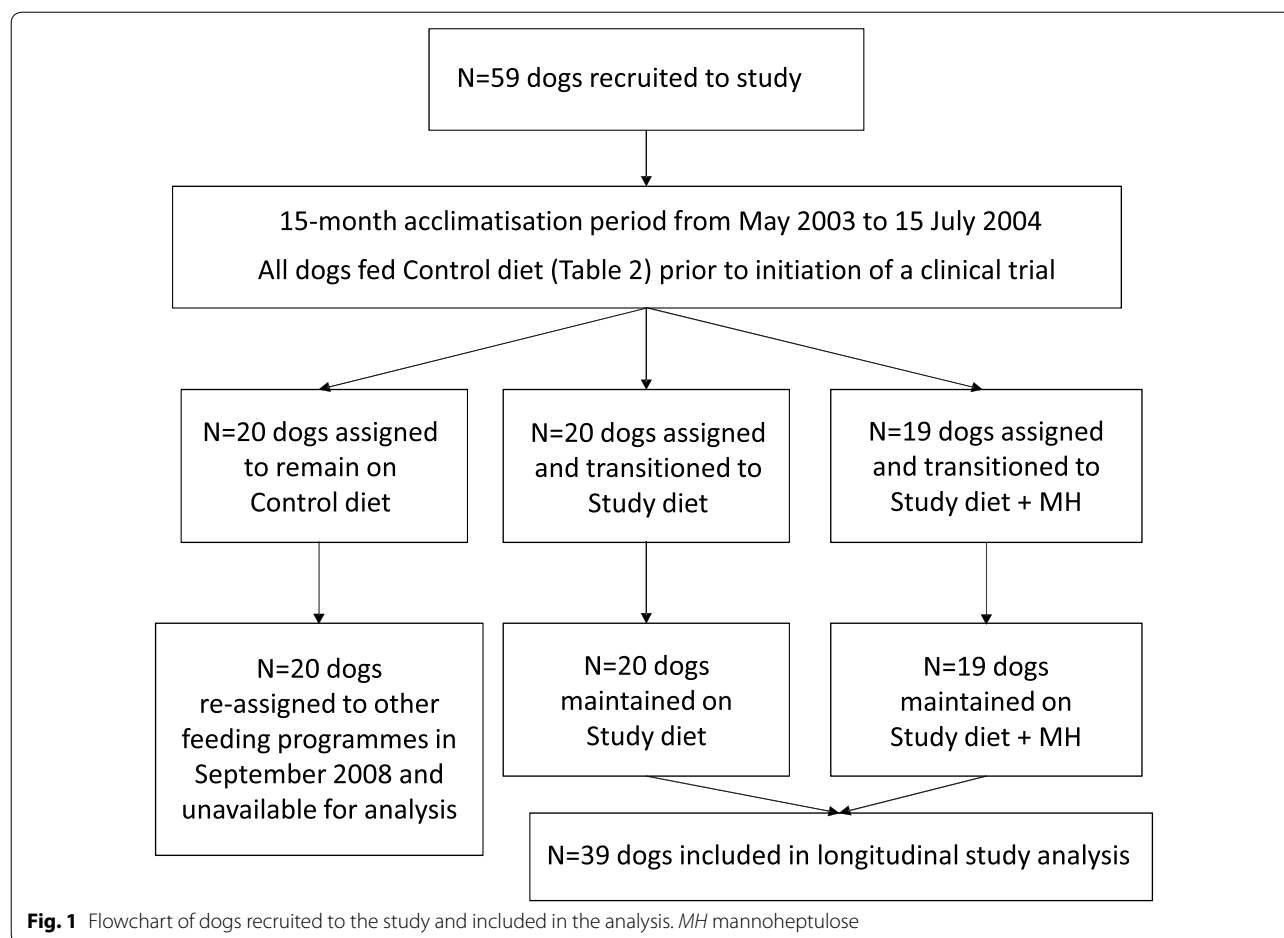 N=59 dogs recruited to study
15-month acclimatisation period from May 2003 to 15 July 2004
All dogs fed Control diet (Table 2) prior to initiation of a clinical trial
N=20 dogs assigned
to remain on
Control diet
N=20 dogs assigned
and transitioned to
Study diet
N=19 dogs assigned
and transitioned to
Study diet + MH
N=20 dogs
re-assigned to other
feeding programmes in
September 2008 and
unavailable for analysis
N=20 dogs
maintained on
Study diet
N=19 dogs
maintained on
Study diet + MH
N=39 dogs included in longitudinal study analysis
Fig. 1 Flowchart of dogs recruited to the study and included in the analysis. MH mannoheptulose